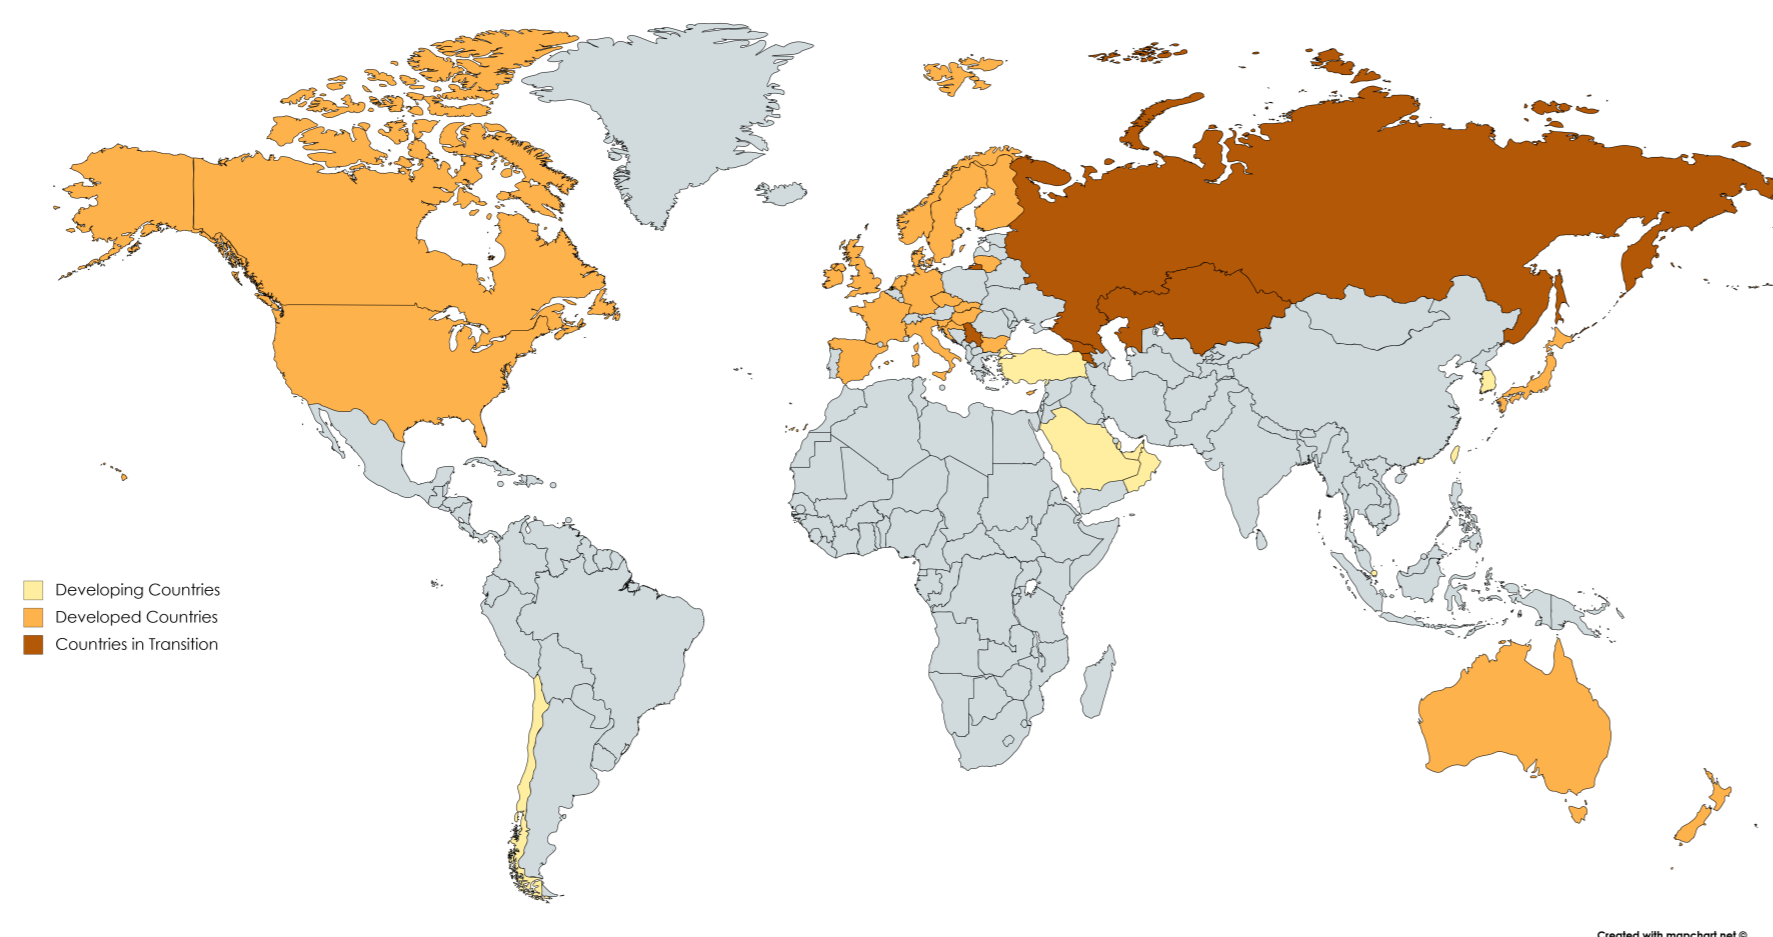 Developing Countries
Developed Countries
Countries in Transition
Created with mapchart.net ©